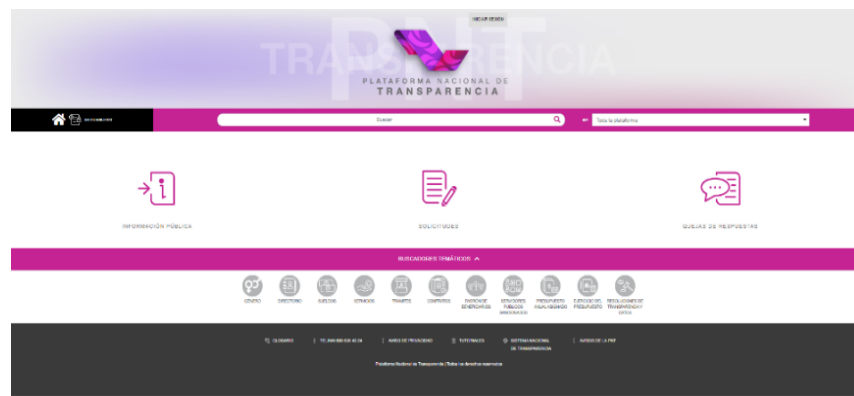 INICIAR SESIÓN
PNT
TRANSPARENCIA
PLATAFORMA NACIONAL DE
TRANSPARENCIA
Buscar
en
Toda la plataforma
INFORMACIÓN PÚBLICA
SOLICITUDES
QUEJAS DE RESPUESTAS
BUSCADORES TEMÁTICOS
GÉNERO
DIRECTORIO
SUELDOS
SERVICIOS
TRÁMITES
CONTRATOS
PADRÓN DE
BENEFICIARIOS
SERVIDORES
PÚBLICOS
SANCIONADOS
PRESUPUESTO
ANUAL ASIGNADO
EJERCICIO DEL
PRESUPUESTO
RESOLUCIONES DE
TRANSPARENCIA Y
DATOS
GLOSARIO
AVISO DE PRIVACIDAD
TUTORIALES
SISTEMA NACIONAL
DE TRANSPARENCIA
AVISOS DE LA PNT
Plataforma Nacional de Transparencia | Todos los derechos reservados